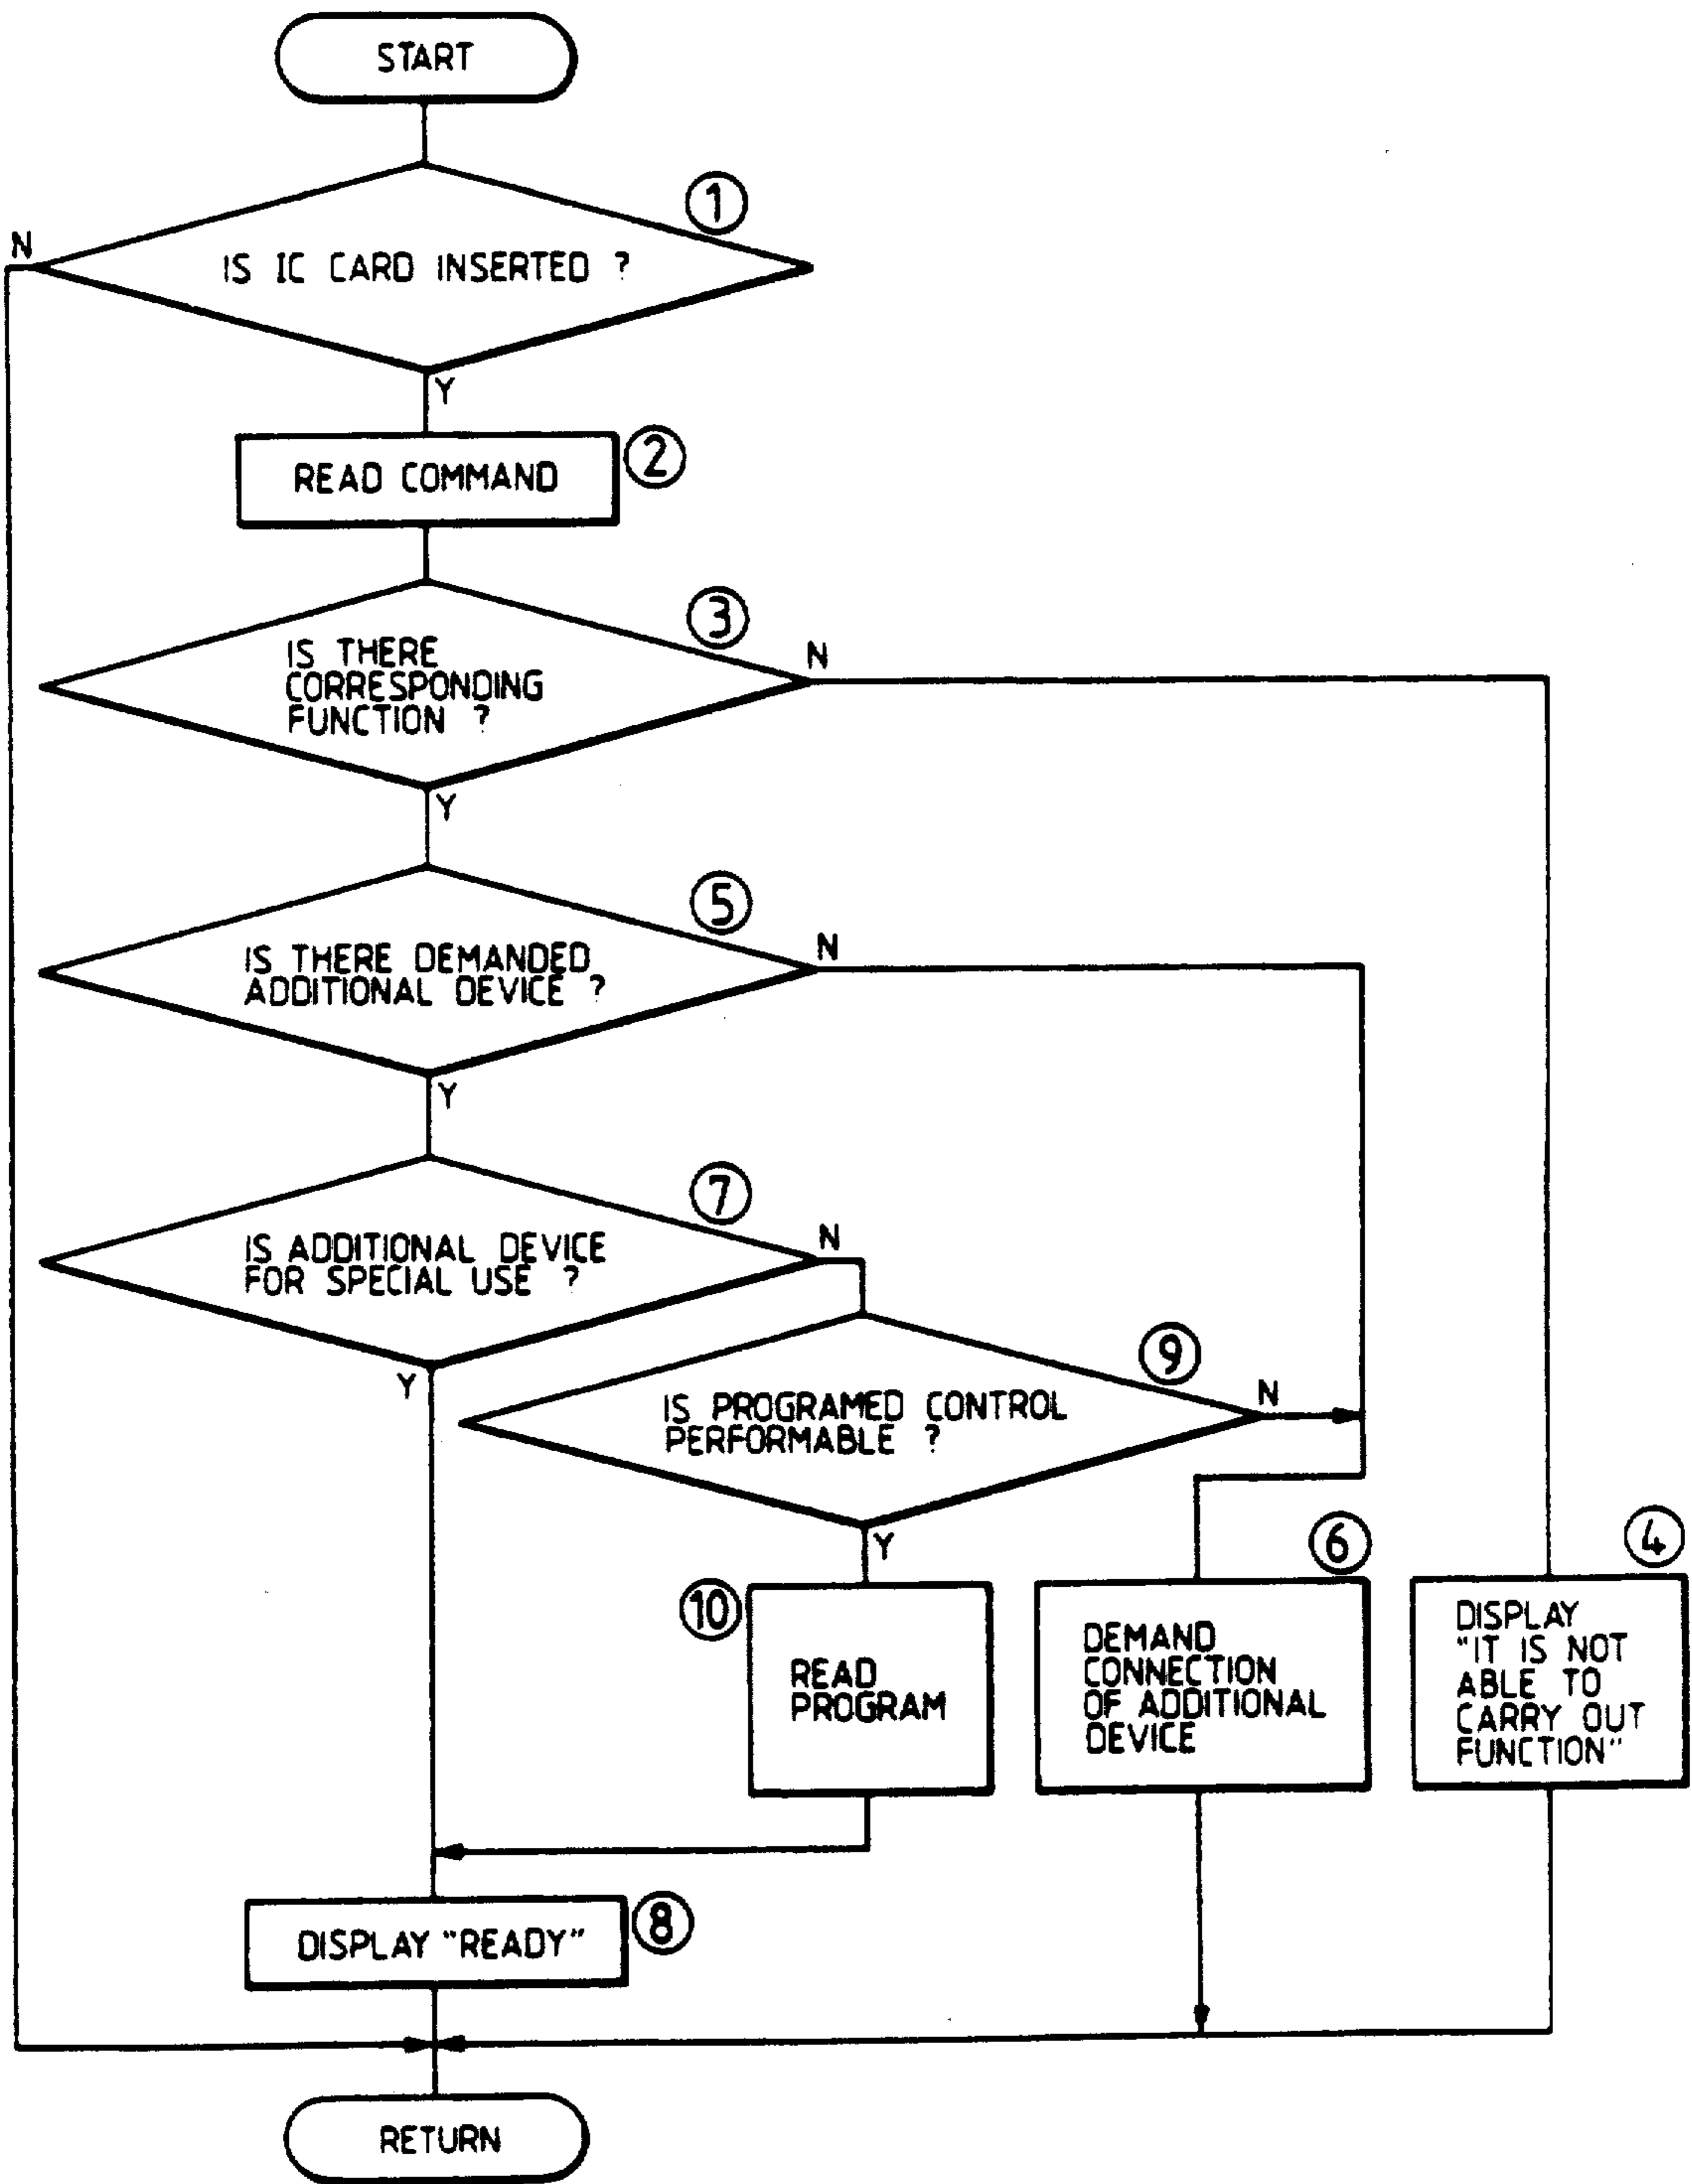 START
①
N
IS IC CARD INSERTED ?
Y
READ COMMAND
②
③
N
IS THERE
CORRESPONDING
FUNCTION ?
Y
⑤
N
IS THERE DEMANDED
ADDITIONAL DEVICE ?
Y
⑦
N
IS ADDITIONAL DEVICE
FOR SPECIAL USE ?
Y
⑨
N
IS PROGRAMED CONTROL
PERFORMABLE ?
Y
⑩
READ
PROGRAM
⑥
DEMAND
CONNECTION
OF ADDITIONAL
DEVICE
④
DISPLAY
"IT IS NOT
ABLE TO
CARRY OUT
FUNCTION"
DISPLAY "READY"
⑧
RETURN